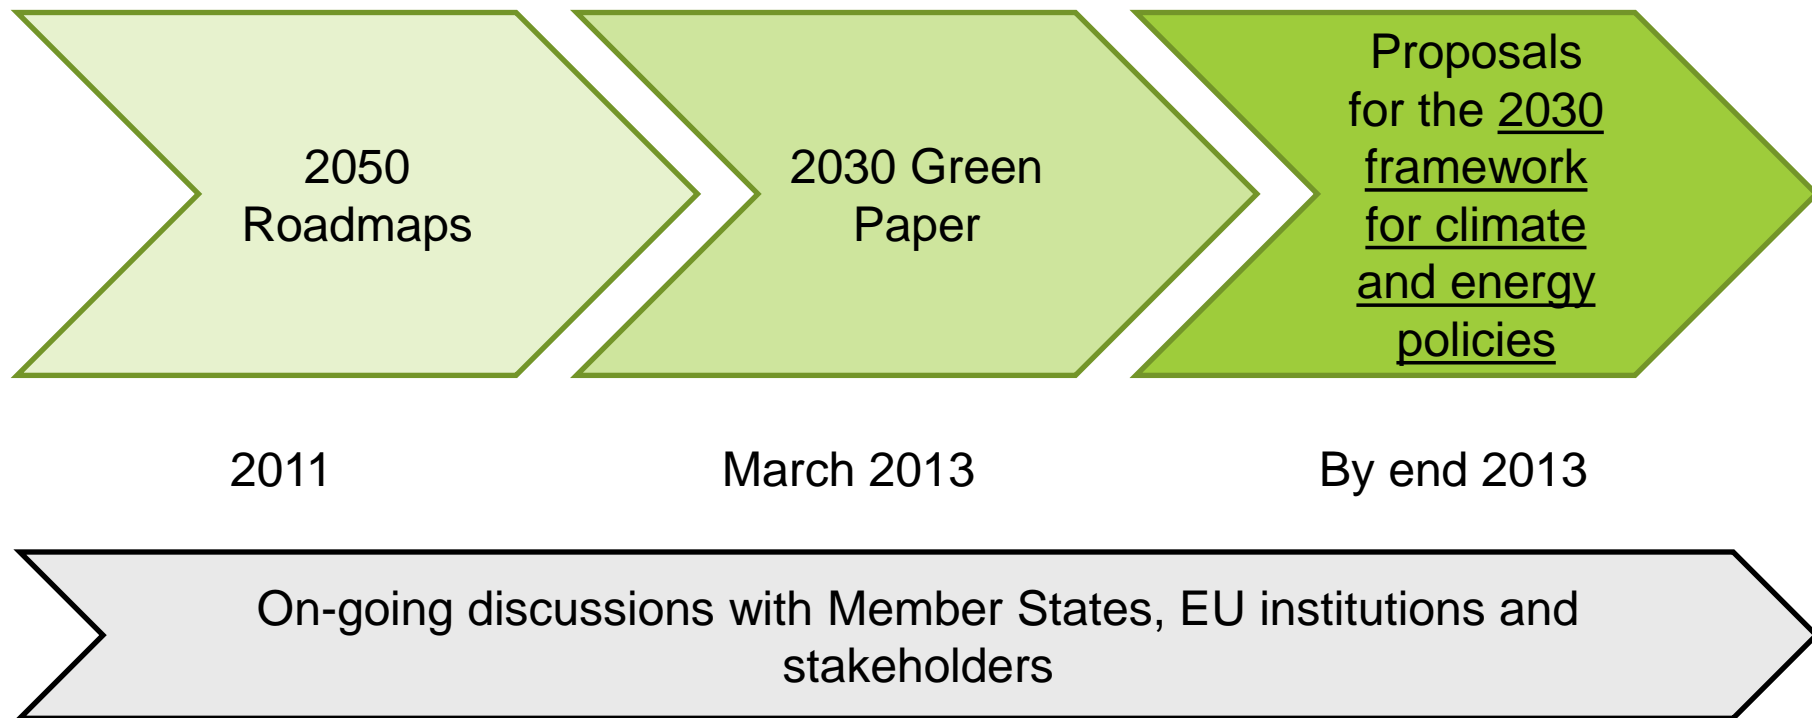 2050
Roadmaps
2030 Green
Paper
Proposals
for the 2030
framework
for climate
and energy
policies
2011
March 2013
By end 2013
On-going discussions with Member States, EU institutions and
stakeholders